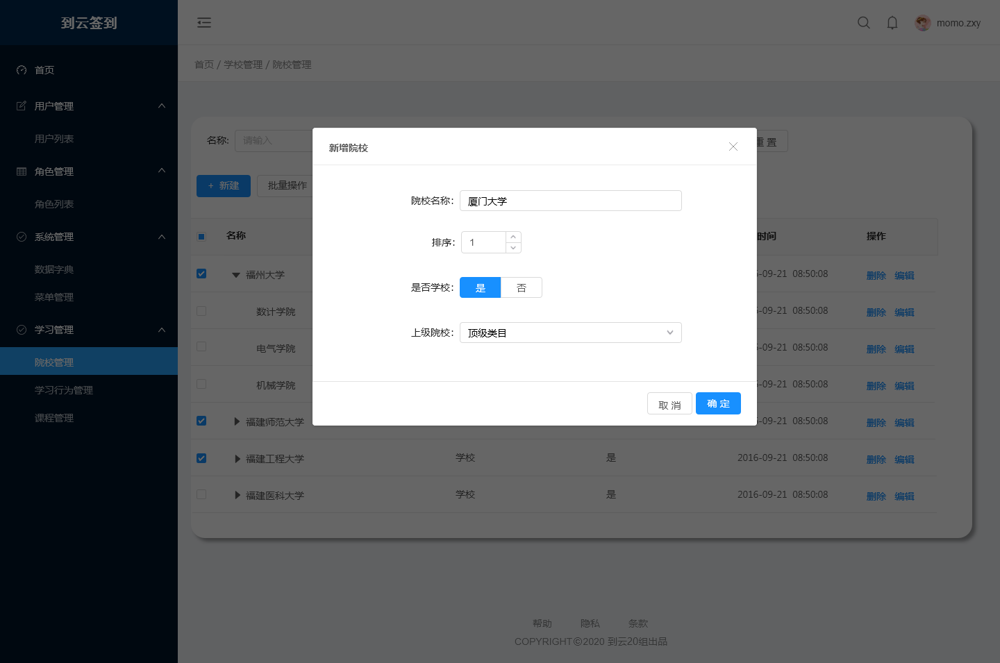 到云签到
momo.zxy
首页
首页 / 学校管理 / 院校管理
用户管理
用户列表
角色管理
角色列表
系统管理
数据字典
菜单管理
学习管理
院校管理
学习行为管理
课程管理
名称: 请输入 重 置
+ 新建 批量操作
名称 时间 操作
福州大学 -09-21 08:50:08 删除 编辑
数计学院 -09-21 08:50:08 删除 编辑
电气学院 -09-21 08:50:08 删除 编辑
机械学院 -09-21 08:50:08 删除 编辑
福建师范大学 -09-21 08:50:08 删除 编辑
福建工程大学 学校 是 2016-09-21 08:50:08 删除 编辑
福建医科大学 学校 是 2016-09-21 08:50:08 删除 编辑
新增院校
院校名称: 厦门大学
排序: 1
是否学校: 是 否
上级院校: 顶级类目
取 消 确 定
帮助 隐私 条款
COPYRIGHT©2020 到云20组出品